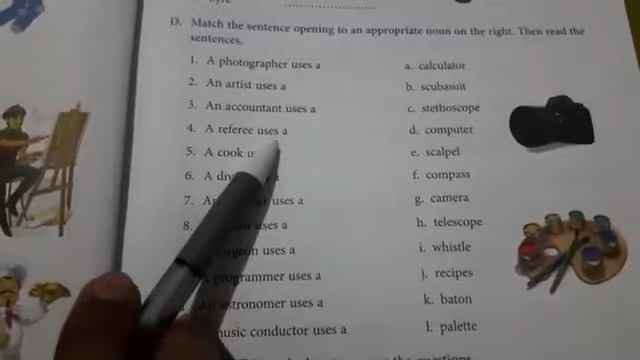 D. Match the sentence opening to an appropriate noun on the right. Then read the
sentences.
1. A photographer uses a
a. calculator
2. An artist uses a
b. scubasuit
3. An accountant uses a
c. stethoscope
4. A referee uses a
d. computer
5. A cook
e. scalpel
6. A
f. compass
7. uses a
g. camera
8. uses a
h. telescope
uses a
i. whistle
programmer uses a
j. recipes
astronomer uses a
k. baton
music conductor uses a
l. palette